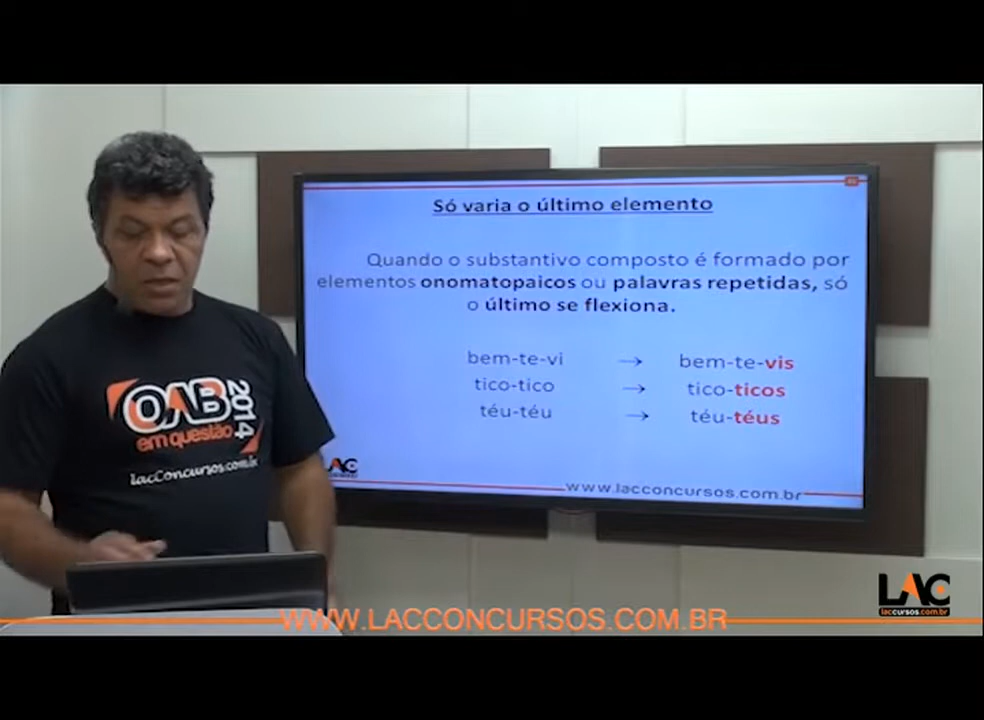 Só varia o último elemento
Quando o substantivo composto é formado por
elementos onomatopaicos ou palavras repetidas, só
o último se flexiona.
bem-te-vi → bem-te-vis
tico-tico → tico-ticos
téu-téu → téu-téus
LAC
www.lacconcursos.com.br
OAB 2014
em questão
lacConcursos.com.br
LAC
laccursos.com.br
WWW.LACCONCURSOS.COM.BR